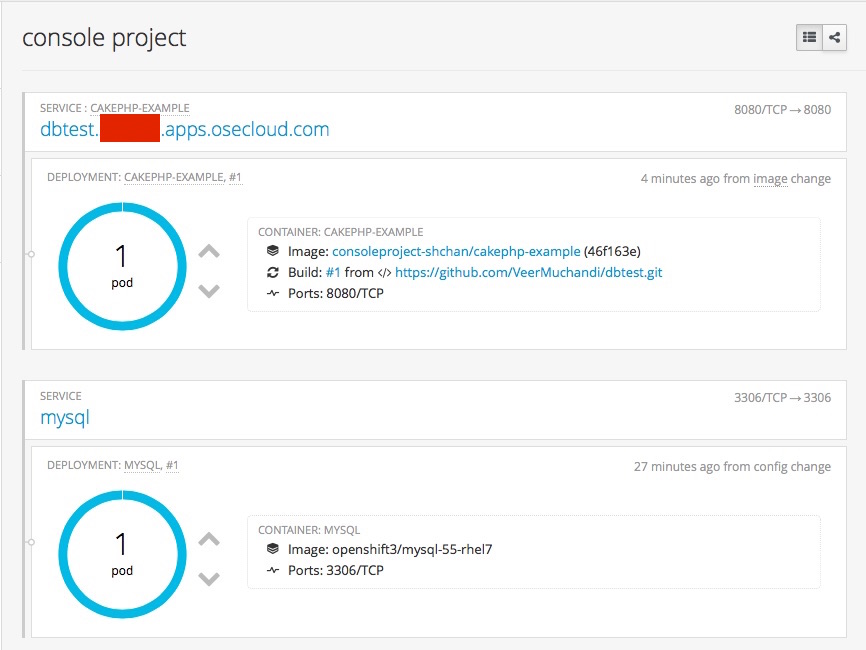 console project
SERVICE : CAKEPHP-EXAMPLE
8080/TCP → 8080
dbtest. .apps.osecloud.com
DEPLOYMENT: CAKEPHP-EXAMPLE, #1
4 minutes ago from image change
1
pod
CONTAINER: CAKEPHP-EXAMPLE
Image: consoleproject-shchan/cakephp-example (46f163e)
Build: #1 from </> https://github.com/VeerMuchandi/dbtest.git
Ports: 8080/TCP
SERVICE
3306/TCP → 3306
mysql
DEPLOYMENT: MYSQL, #1
27 minutes ago from config change
1
pod
CONTAINER: MYSQL
Image: openshift3/mysql-55-rhel7
Ports: 3306/TCP